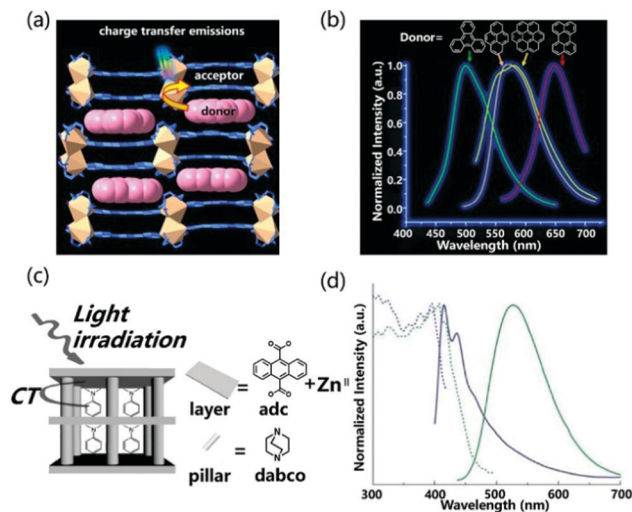 (a)
charge transfer emissions
acceptor
donor
(b)
Donor=
Normalized Intensity (a.u.)
1.0
0.8
0.6
0.4
0.2
0.0
400 450 500 550 600 650 700
Wavelength (nm)
(c)
Light
irradiation
CT
N
N
N
N
layer
=
O O
O O
adc
+Zn II
pillar
=
N
N
dabco
(d)
Normalized Intensity (a.u.)
300 400 500 600 700
Wavelength (nm)